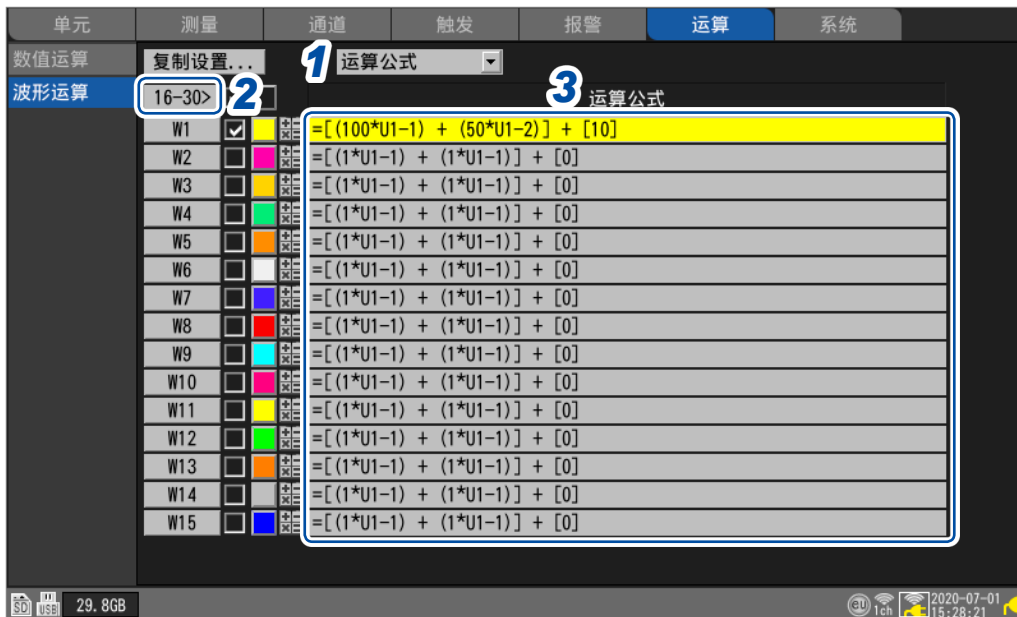 单元 测量 通道 触发 报警 运算 系统
数值运算 复制设置... 1 运算公式
波形运算 16-30> 2 3 运算公式
W1 =[(100*U1-1) + (50*U1-2)] + [10]
W2 =[(1*U1-1) + (1*U1-1)] + [0]
W3 =[(1*U1-1) + (1*U1-1)] + [0]
W4 =[(1*U1-1) + (1*U1-1)] + [0]
W5 =[(1*U1-1) + (1*U1-1)] + [0]
W6 =[(1*U1-1) + (1*U1-1)] + [0]
W7 =[(1*U1-1) + (1*U1-1)] + [0]
W8 =[(1*U1-1) + (1*U1-1)] + [0]
W9 =[(1*U1-1) + (1*U1-1)] + [0]
W10 =[(1*U1-1) + (1*U1-1)] + [0]
W11 =[(1*U1-1) + (1*U1-1)] + [0]
W12 =[(1*U1-1) + (1*U1-1)] + [0]
W13 =[(1*U1-1) + (1*U1-1)] + [0]
W14 =[(1*U1-1) + (1*U1-1)] + [0]
W15 =[(1*U1-1) + (1*U1-1)] + [0]
SD USB 29.8GB eu 1ch 2020-07-01
15:28:21